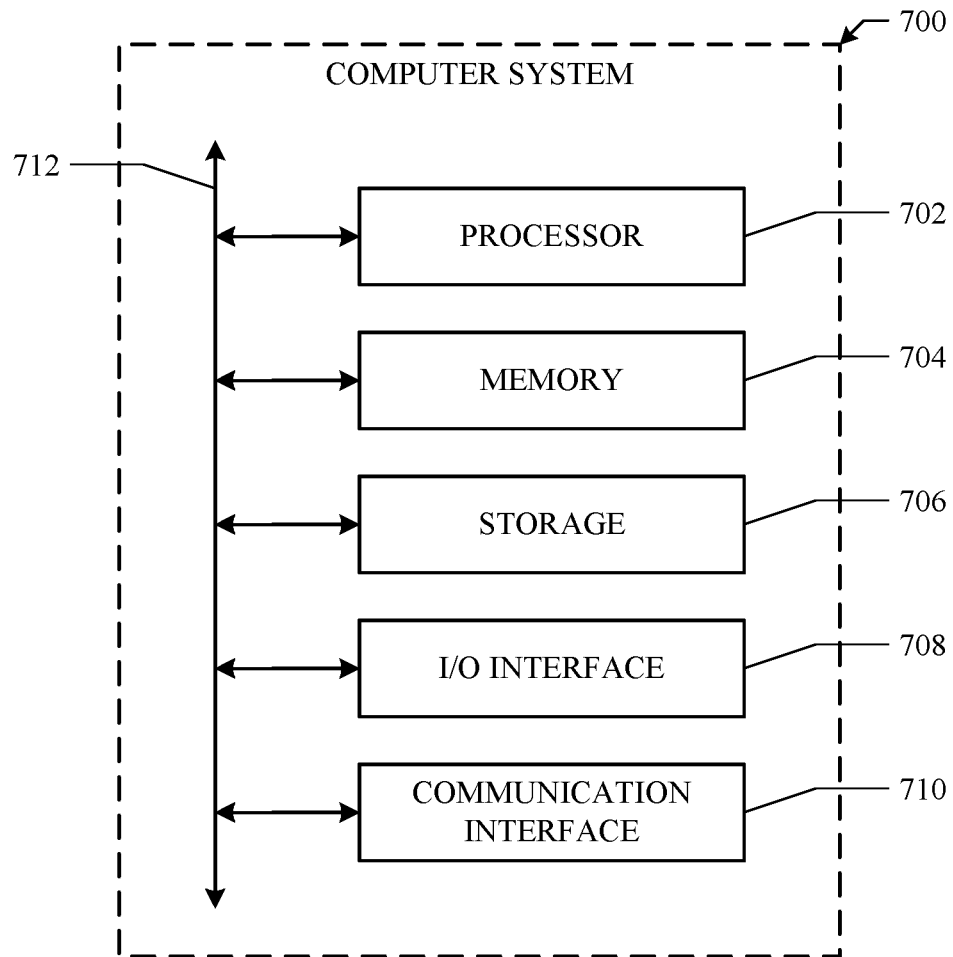 700
COMPUTER SYSTEM
712
PROCESSOR
702
MEMORY
704
STORAGE
706
I/O INTERFACE
708
COMMUNICATION
INTERFACE
710